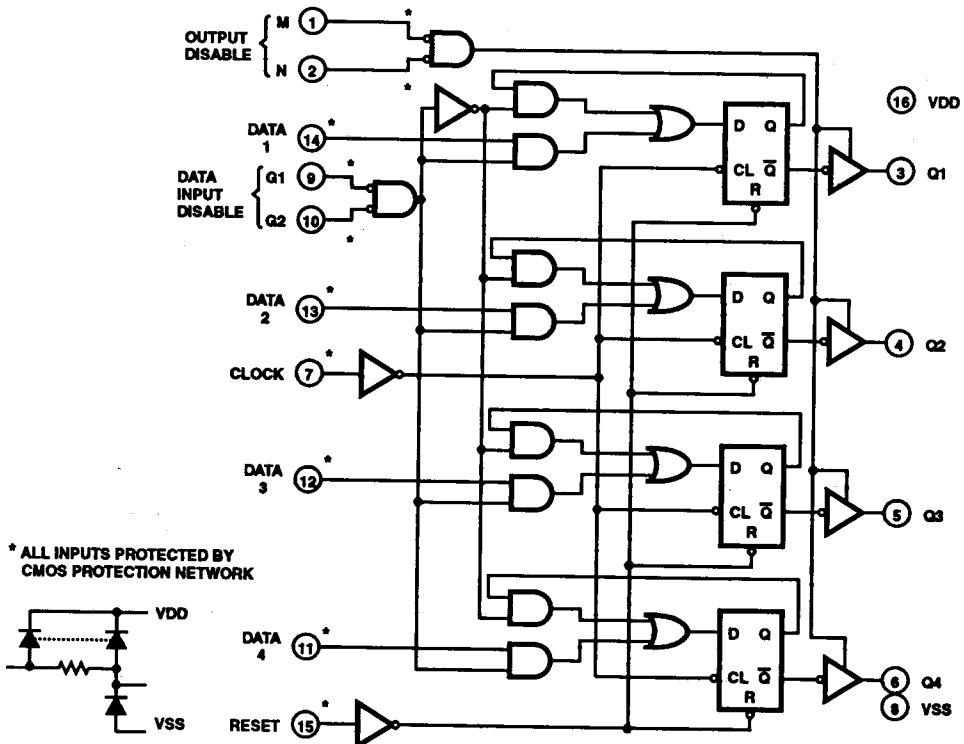 OUTPUT
DISABLE
M 1 *
N 2 *
DATA
1
14 *
DATA
INPUT
DISABLE
G1 9 *
G2 10 *
DATA
2
13 *
CLOCK 7 *
DATA
3
12 *
DATA
4
11 *
RESET 15 *
D Q
CL Q̅
R
D Q
CL Q̅
R
D Q
CL Q̅
R
D Q
CL Q̅
R
16 VDD
3 Q1
4 Q2
5 Q3
6 Q4
8 VSS
* ALL INPUTS PROTECTED BY
CMOS PROTECTION NETWORK
VDD
VSS